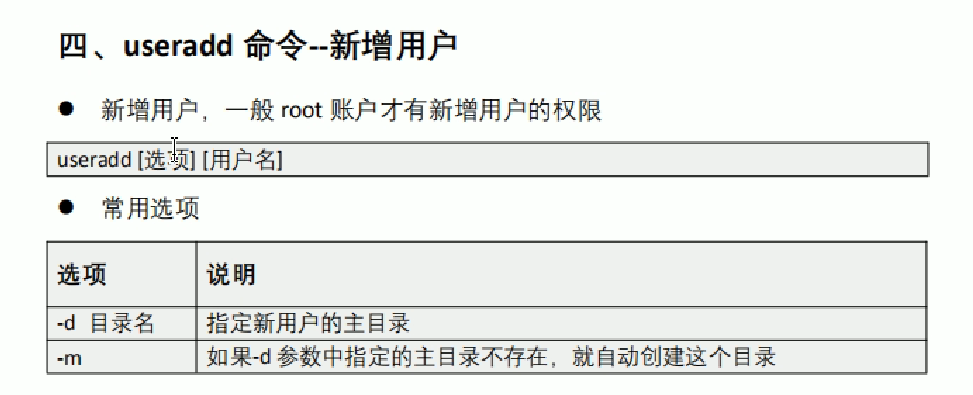 四、useradd 命令--新增用户
● 新增用户，一般 root 账户才有新增用户的权限
useradd [选项] [用户名]
● 常用选项
选项 说明
-d 目录名 指定新用户的主目录
-m 如果-d 参数中指定的主目录不存在，就自动创建这个目录